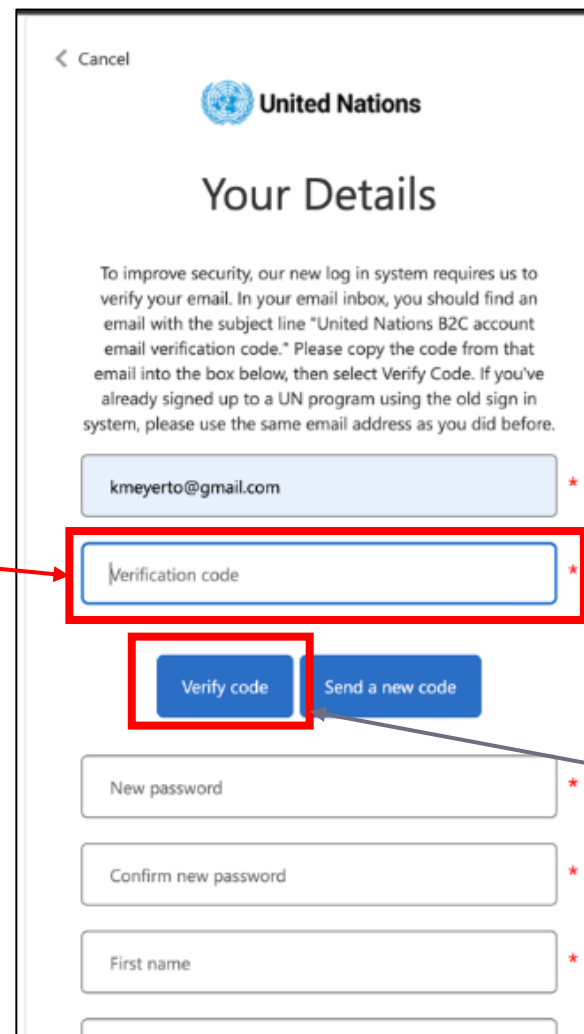 Cancel
United Nations
Your Details
To improve security, our new log in system requires us to
verify your email. In your email inbox, you should find an
email with the subject line "United Nations B2C account
email verification code." Please copy the code from that
email into the box below, then select Verify Code. If you've
already signed up to a UN program using the old sign in
system, please use the same email address as you did before.
kmeyerto@gmail.com *
Verification code *
Verify code Send a new code
New password *
Confirm new password *
First name *